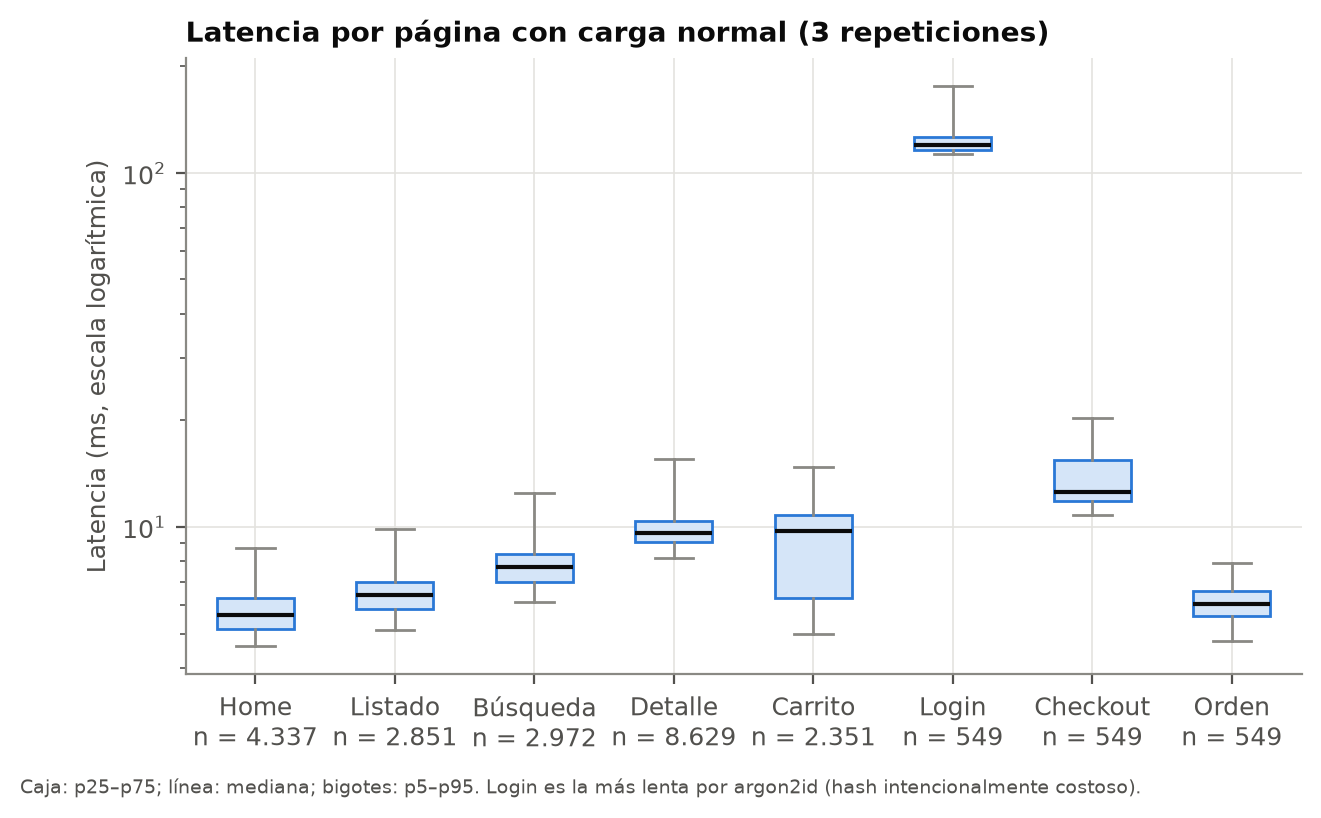 Latencia por página con carga normal (3 repeticiones)
Latencia (ms, escala logarítmica)
10²
10¹
Home
n = 4.337
Listado
n = 2.851
Búsqueda
n = 2.972
Detalle
n = 8.629
Carrito
n = 2.351
Login
n = 549
Checkout
n = 549
Orden
n = 549
Caja: p25–p75; línea: mediana; bigotes: p5–p95. Login es la más lenta por argon2id (hash intencionalmente costoso).